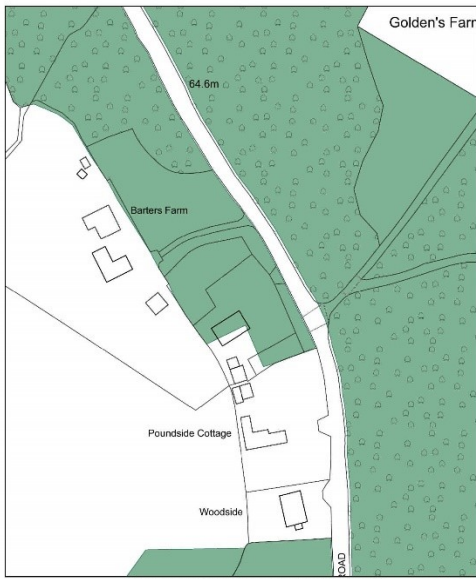 Golden's Farm
64.6m
Barters Farm
Poundside Cottage
Woodside
ROAD